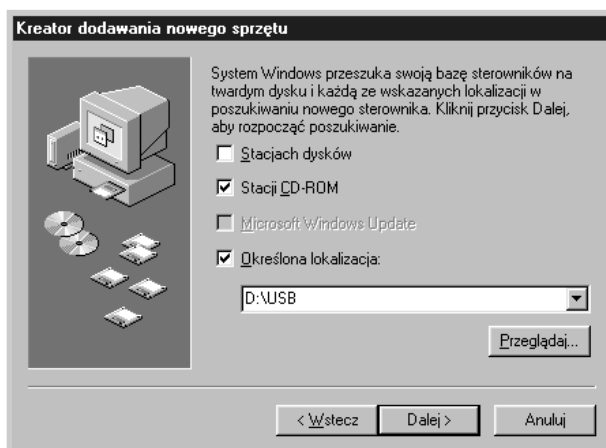 Kreator dodawania nowego sprzętu
System Windows przeszuka swoją bazę sterowników na
twardym dysku i każdą ze wskazanych lokalizacji w
poszukiwaniu nowego sterownika. Kliknij przycisk Dalej,
aby rozpocząć poszukiwanie.
Stacjach dysków
Stacji CD-ROM
Microsoft Windows Update
Określona lokalizacja:
D:\USB
Przeglądaj...
< Wstecz
Dalej >
Anuluj